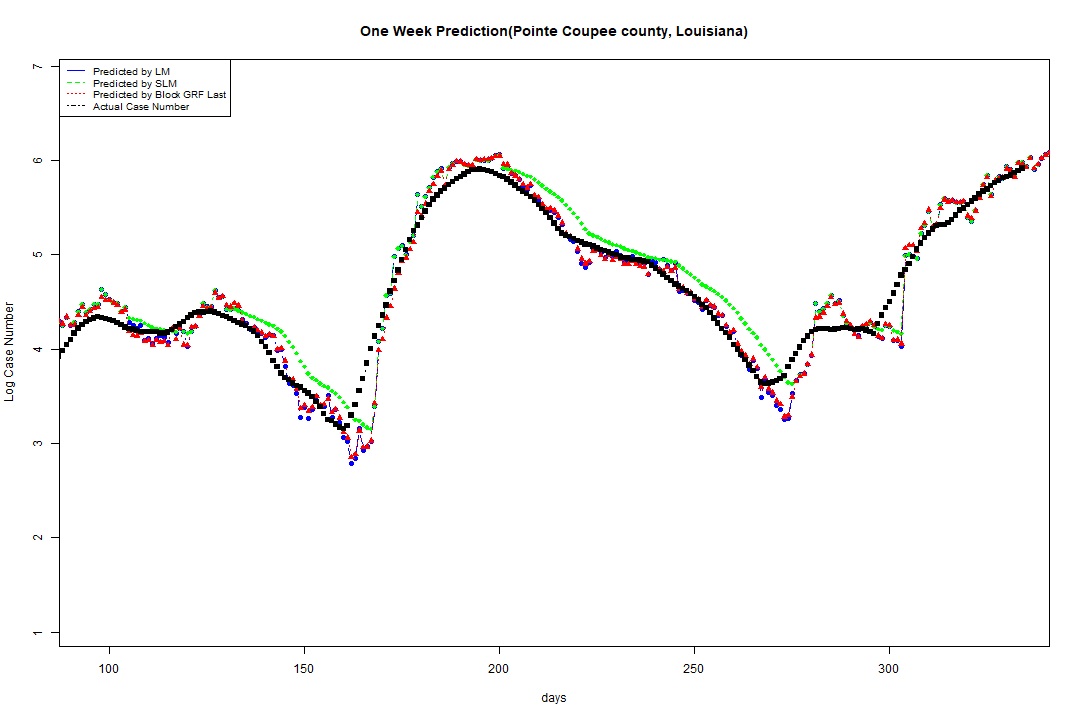 One Week Prediction(Pointe Coupee county, Louisiana)
Predicted by LM
Predicted by SLM
Predicted by Block GRF Last
Actual Case Number
7
6
5
4
3
2
1
Log Case Number
100 150 200 250 300
days